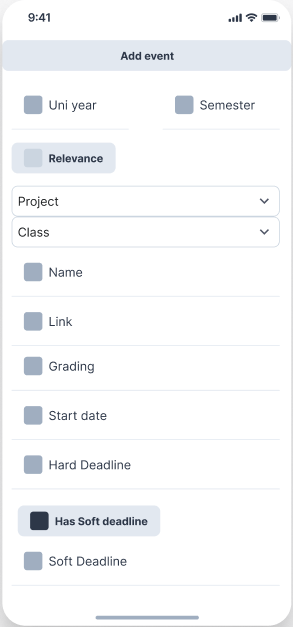 9:41
Add event
Uni year Semester
Relevance
Project
Class
Name
Link
Grading
Start date
Hard Deadline
Has Soft deadline
Soft Deadline